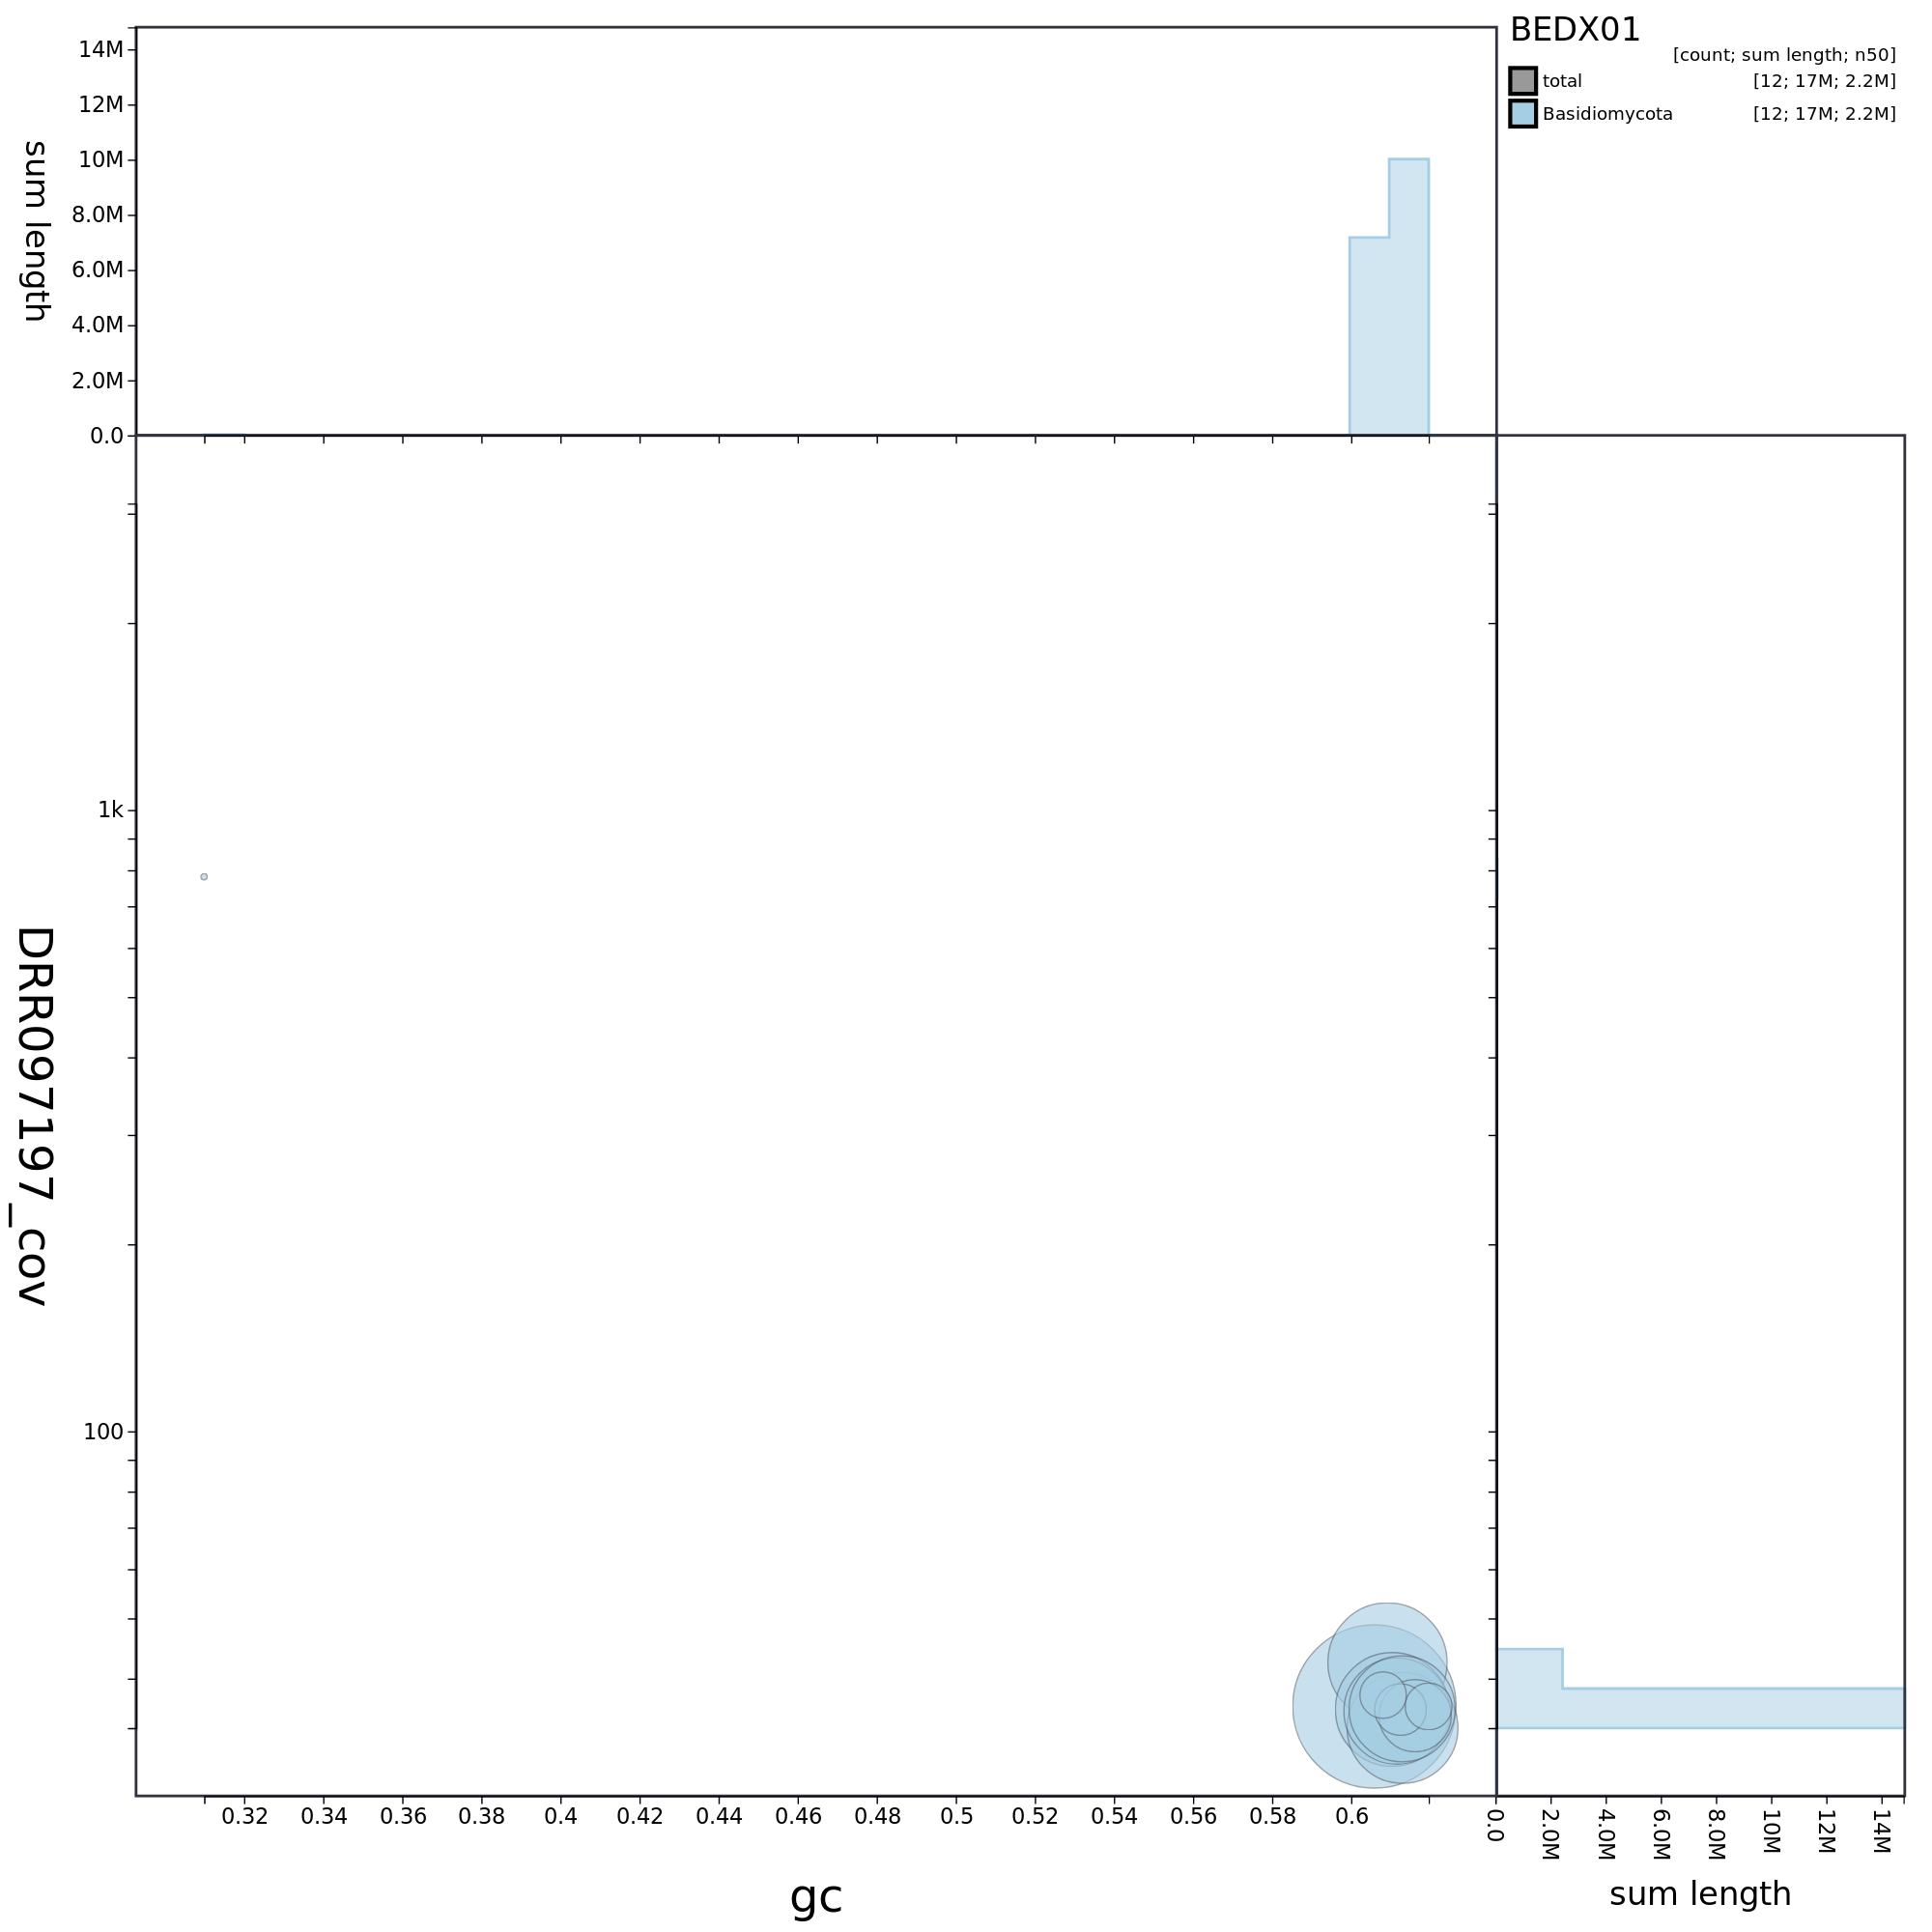 BEDX01
[count; sum length; n50]
total [12; 17M; 2.2M]
Basidiomycota [12; 17M; 2.2M]
sum length
14M
12M
10M
8.0M
6.0M
4.0M
2.0M
0.0
DRR097197_cov
1k
100
0.32 0.34 0.36 0.38 0.4 0.42 0.44 0.46 0.48 0.5 0.52 0.54 0.56 0.58 0.6
gc
0.0 2.0M 4.0M 6.0M 8.0M 10M 12M 14M
sum length